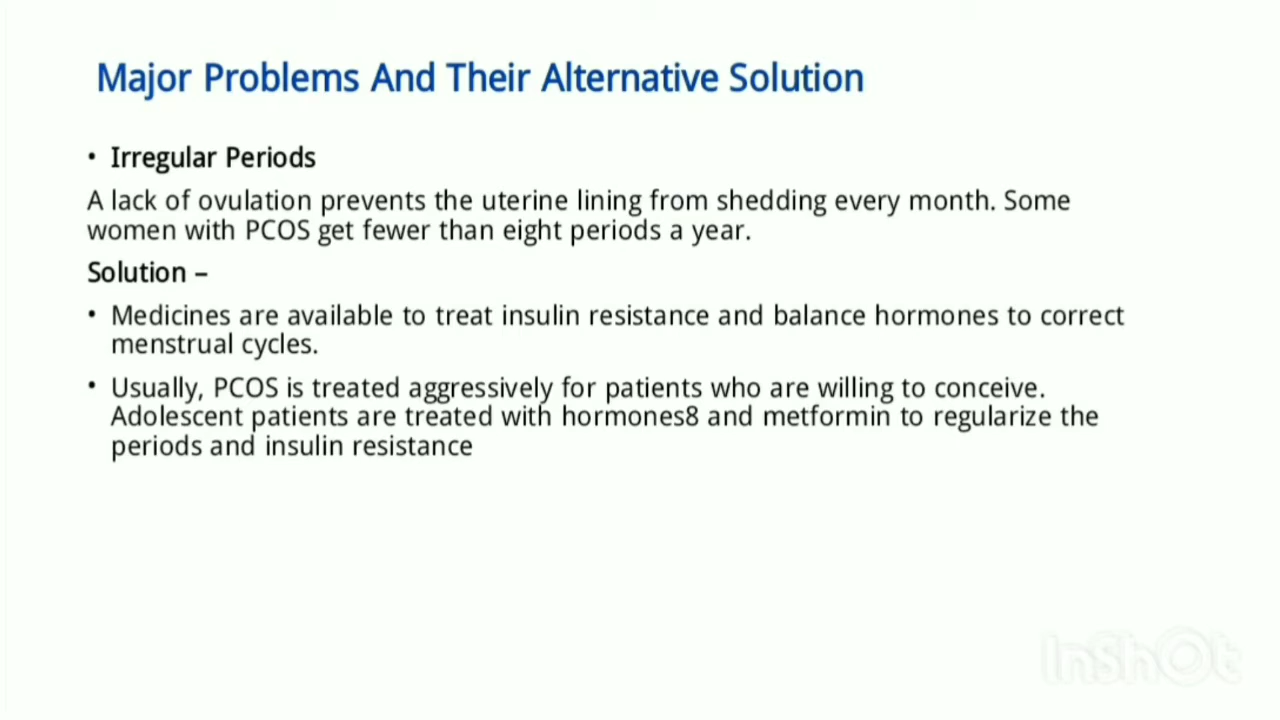 Major Problems And Their Alternative Solution
• Irregular Periods
A lack of ovulation prevents the uterine lining from shedding every month. Some
women with PCOS get fewer than eight periods a year.
Solution –
• Medicines are available to treat insulin resistance and balance hormones to correct
menstrual cycles.
• Usually, PCOS is treated aggressively for patients who are willing to conceive.
Adolescent patients are treated with hormones8 and metformin to regularize the
periods and insulin resistance
InShOt